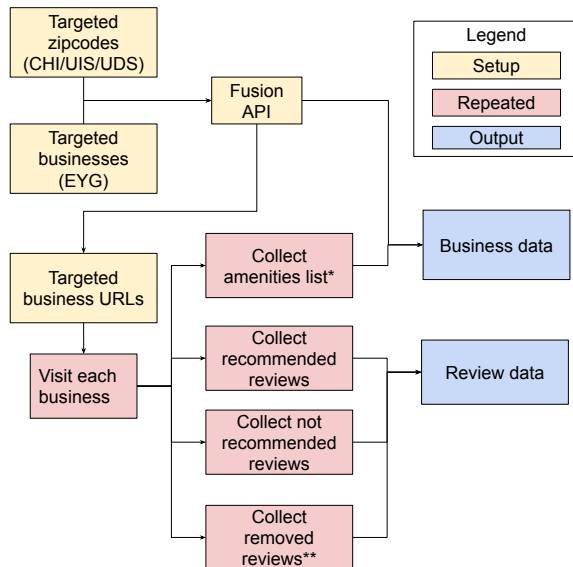 Targeted
zipcodes
(CHI/UIS/UDS)
Targeted
businesses
(EYG)
Fusion
API
Legend
Setup
Repeated
Output
Targeted
business URLs
Visit each
business
Collect
amenities list*
Collect
recommended
reviews
Collect not
recommended
reviews
Collect
removed
reviews**
Business data
Review data